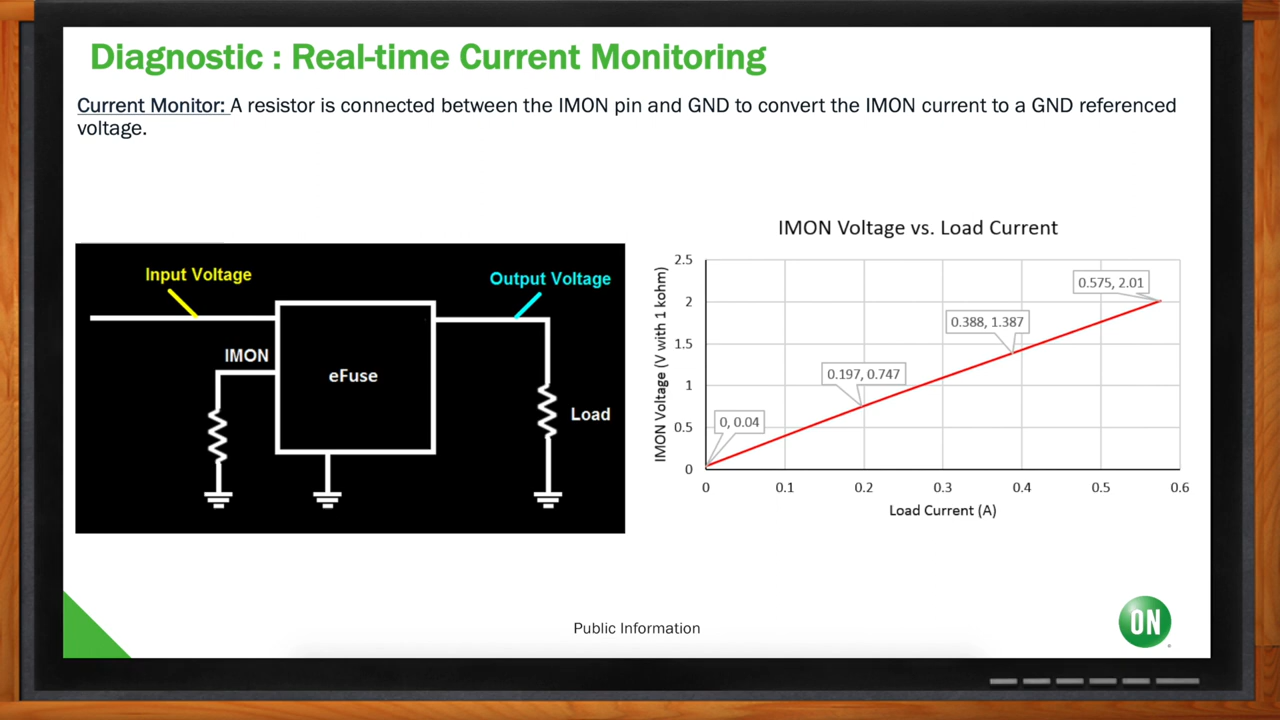 Diagnostic : Real-time Current Monitoring
Current Monitor: A resistor is connected between the IMON pin and GND to convert the IMON current to a GND referenced
voltage.
Input Voltage
Output Voltage
IMON
eFuse
Load
IMON Voltage vs. Load Current
IMON Voltage (V with 1 kohm)
2.5
2
1.5
1
0.5
0
0.575, 2.01
0.388, 1.387
0.197, 0.747
0, 0.04
0 0.1 0.2 0.3 0.4 0.5 0.6
Load Current (A)
Public Information
ON